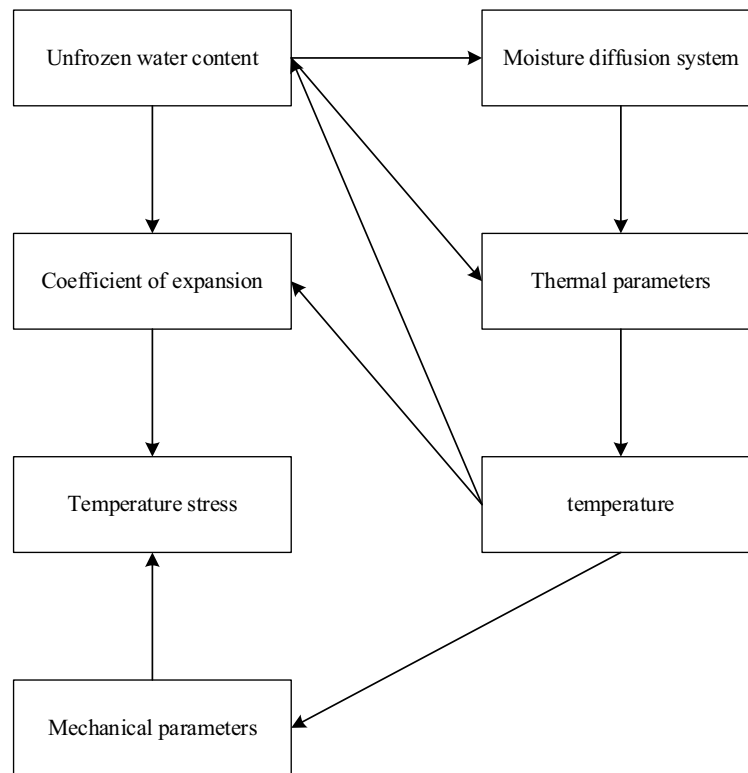 Unfrozen water content
Moisture diffusion system
Coefficient of expansion
Thermal parameters
Temperature stress
temperature
Mechanical parameters